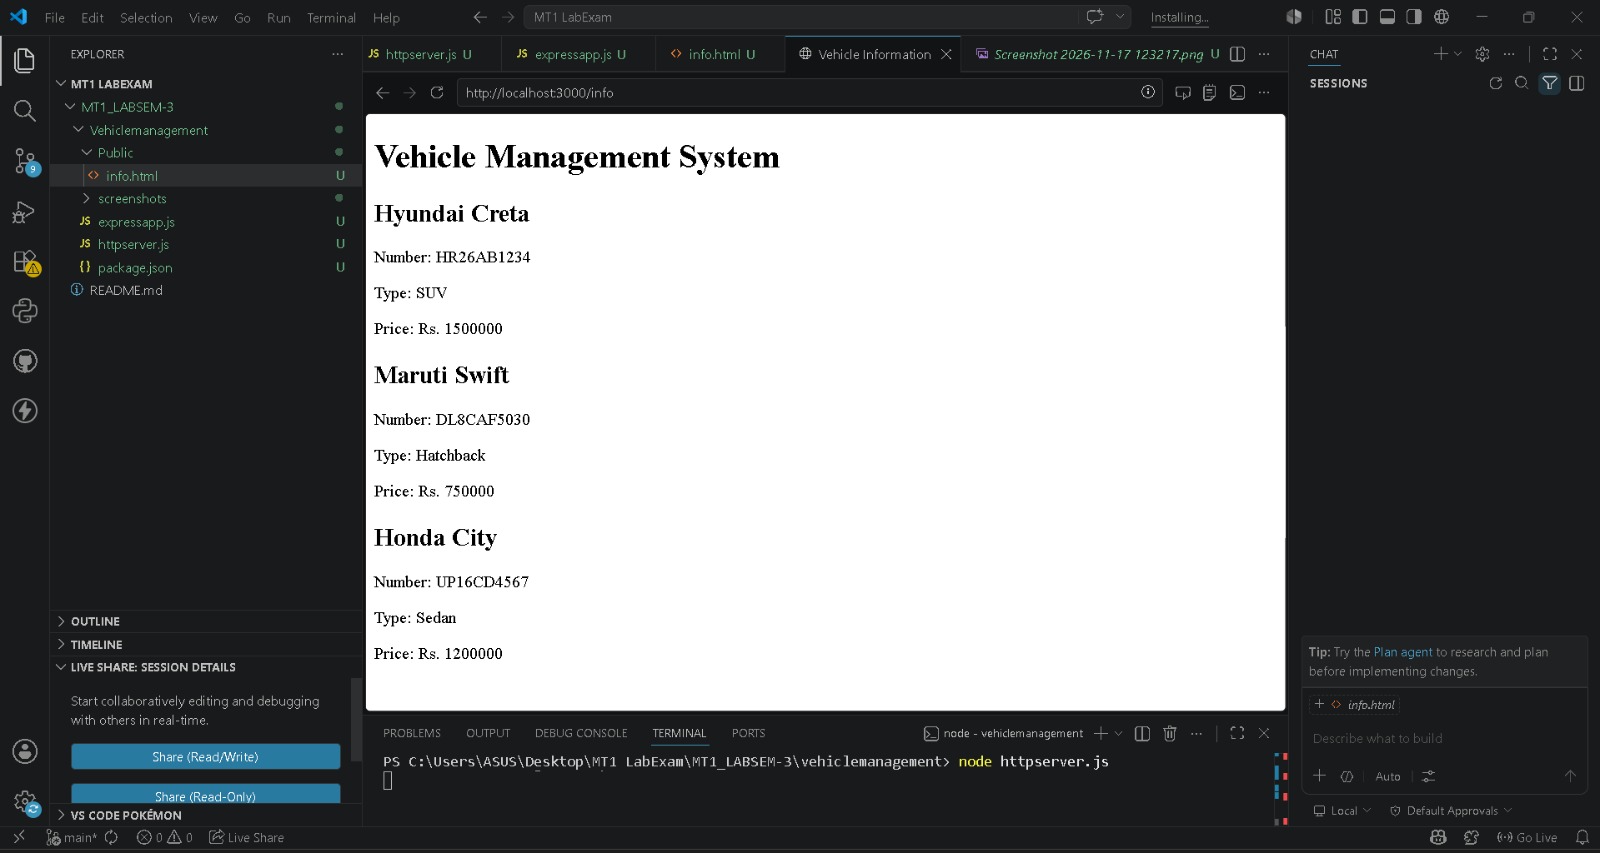 File Edit Selection View Go Run Terminal Help
MT1 LabExam
Installing...
EXPLORER
MT1 LABEXAM
MT1_LABSEM-3
Vehiclemanagement
Public
info.html U
screenshots
expressapp.js U
httpserver.js U
package.json U
README.md
9
OUTLINE
TIMELINE
LIVE SHARE: SESSION DETAILS
Start collaboratively editing and debugging
with others in real-time.
Share (Read/Write)
Share (Read-Only)
VS CODE POKÉMON
JS httpserver.js U
JS expressapp.js U
info.html U
Vehicle Information
Screenshot 2026-11-17 123217.png U
http://localhost:3000/info
Vehicle Management System
Hyundai Creta
Number: HR26AB1234
Type: SUV
Price: Rs. 1500000
Maruti Swift
Number: DL8CAF5030
Type: Hatchback
Price: Rs. 750000
Honda City
Number: UP16CD4567
Type: Sedan
Price: Rs. 1200000
PROBLEMS OUTPUT DEBUG CONSOLE TERMINAL PORTS
node - vehiclemanagement
PS C:\Users\ASUS\Desktop\MT1 LabExam\MT1_LABSEM-3\vehiclemanagement> node httpserver.js
CHAT
SESSIONS
Tip: Try the Plan agent to research and plan
before implementing changes.
info.html
Describe what to build
Auto
Local Default Approvals
main* 0 0 Live Share
Go Live